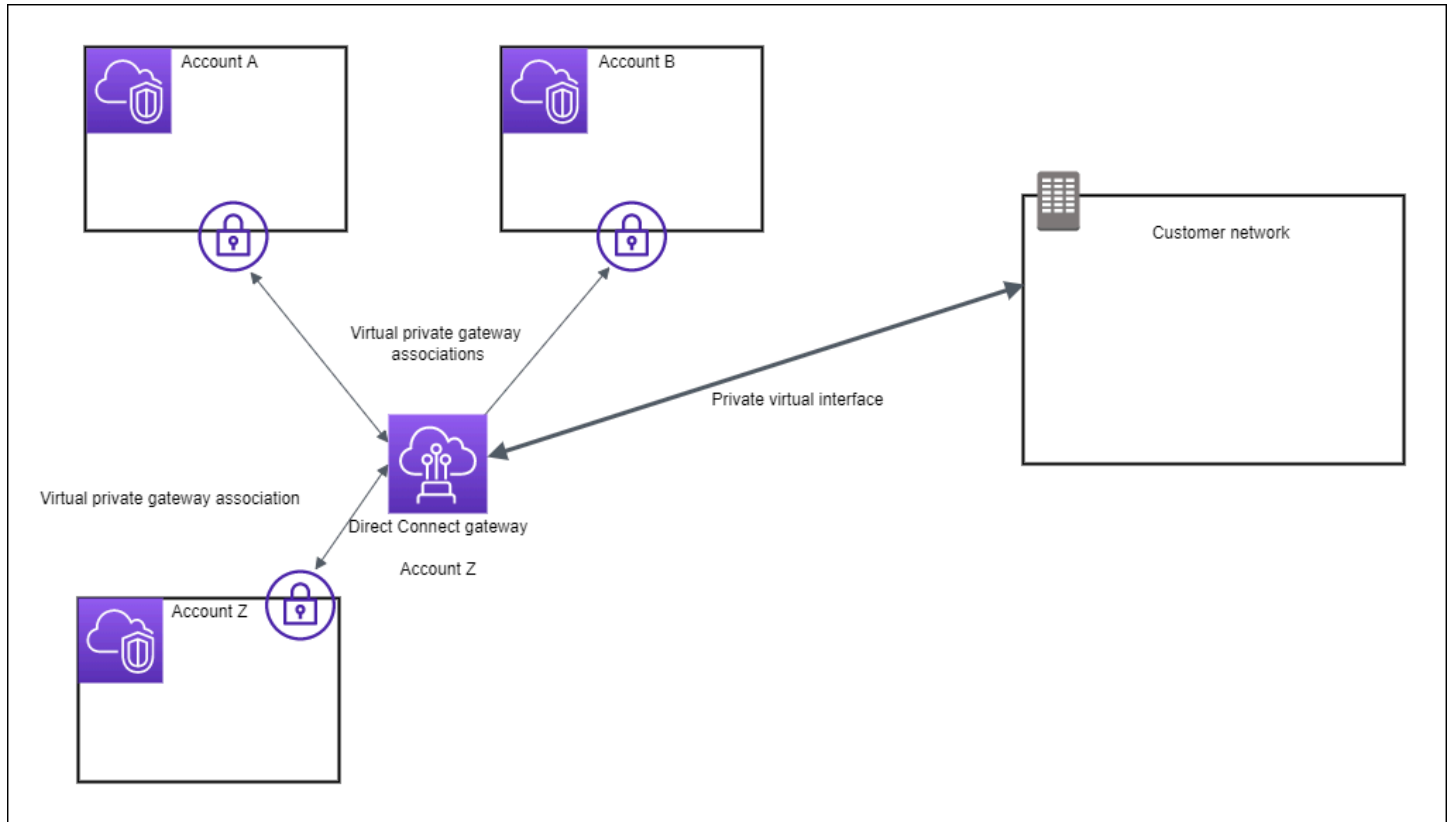 Account A
Account B
Customer network
Virtual private gateway
associations
Private virtual interface
Virtual private gateway association
Direct Connect gateway
Account Z
Account Z